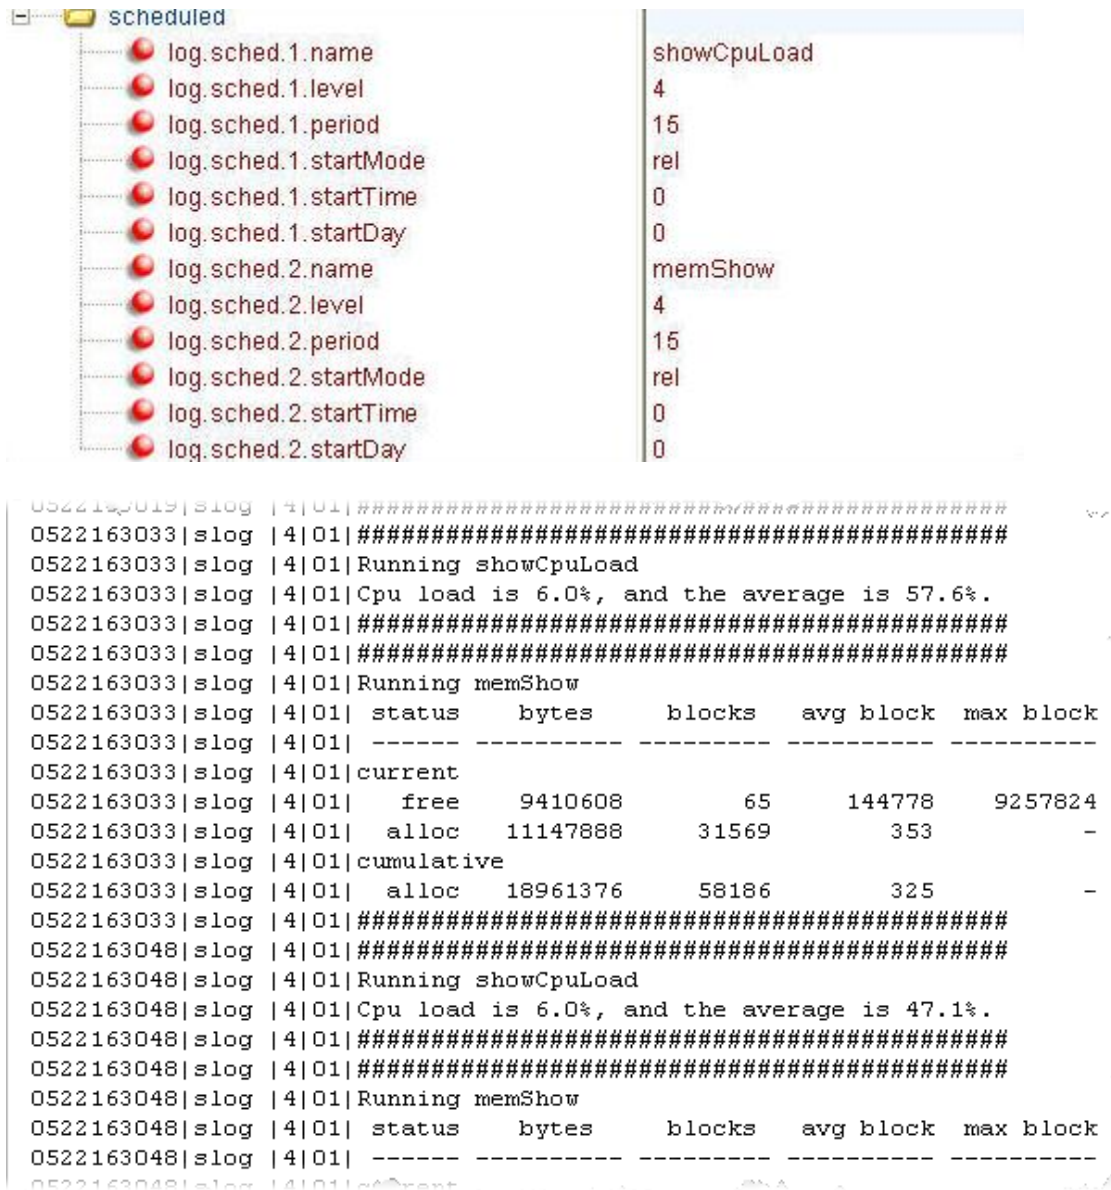 scheduled
log.sched.1.name showCpuLoad
log.sched.1.level 4
log.sched.1.period 15
log.sched.1.startMode rel
log.sched.1.startTime 0
log.sched.1.startDay 0
log.sched.2.name memShow
log.sched.2.level 4
log.sched.2.period 15
log.sched.2.startMode rel
log.sched.2.startTime 0
log.sched.2.startDay 0
0522163033|slog |4|01|############################################
0522163033|slog |4|01|Running showCpuLoad
0522163033|slog |4|01|Cpu load is 6.0%, and the average is 57.6%.
0522163033|slog |4|01|############################################
0522163033|slog |4|01|############################################
0522163033|slog |4|01|Running memShow
0522163033|slog |4|01| status    bytes     blocks   avg block  max block
0522163033|slog |4|01| ------ ---------- --------- ---------- ----------
0522163033|slog |4|01|current
0522163033|slog |4|01|   free    9410608        65     144778    9257824
0522163033|slog |4|01|  alloc   11147888     31569        353          -
0522163033|slog |4|01|cumulative
0522163033|slog |4|01|  alloc   18961376     58186        325          -
0522163033|slog |4|01|############################################
0522163048|slog |4|01|############################################
0522163048|slog |4|01|Running showCpuLoad
0522163048|slog |4|01|Cpu load is 6.0%, and the average is 47.1%.
0522163048|slog |4|01|############################################
0522163048|slog |4|01|############################################
0522163048|slog |4|01|Running memShow
0522163048|slog |4|01| status    bytes     blocks   avg block  max block
0522163048|slog |4|01| ------ ---------- --------- ---------- ----------